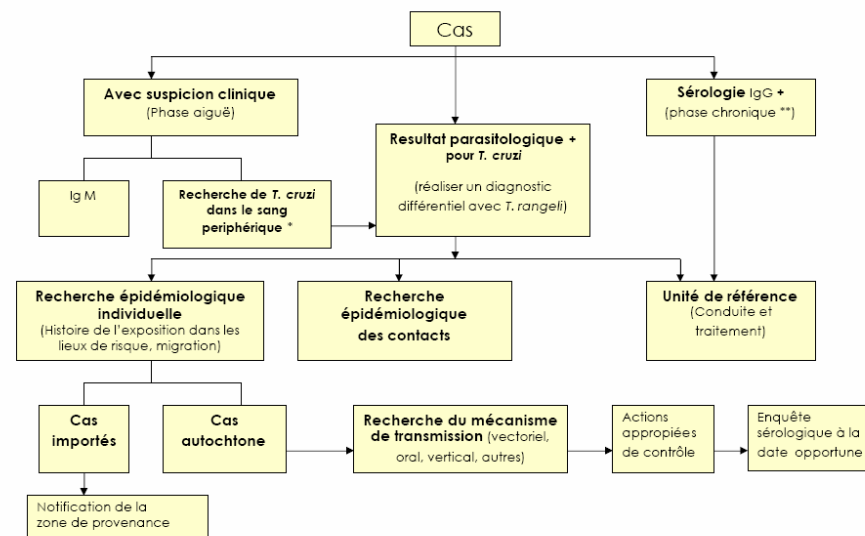 Cas
Avec suspicion clinique
(Phase aiguë)
Sérologie IgG +
(phase chronique **)
Resultat parasitologique +
pour T. cruzi
(réaliser un diagnostic
différentiel avec T. rangeli)
Ig M
Recherche de T. cruzi
dans le sang
periphérique *
Recherche épidémiologique
individuelle
(Histoire de l'exposition dans les
lieux de risque, migration)
Recherche
épidémiologique
des contacts
Unité de référence
(Conduite et
traitement)
Cas
importés
Cas
autochtone
Recherche du mécanisme
de transmission (vectoriel,
oral, vertical, autres)
Actions
appropiées
de contrôle
Enquête
sérologique à la
date opportune
Notification de la
zone de provenance